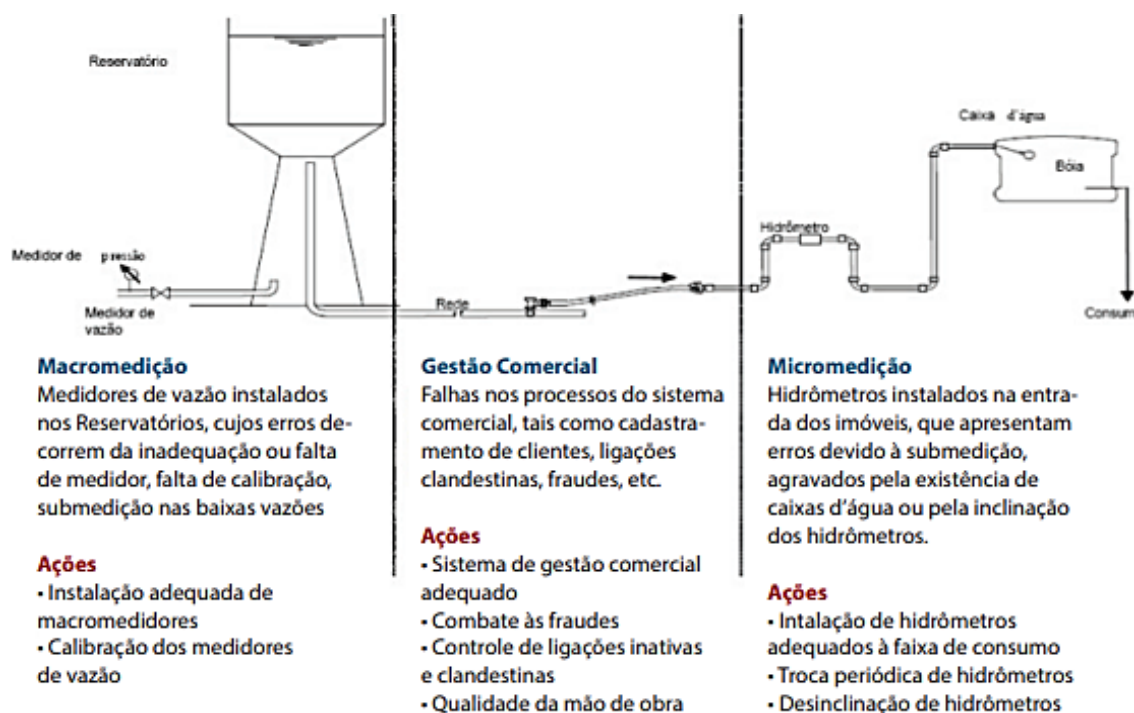 Reservatório
Caixa d'água
Bóia
Hidrômetro
Medidor de pressão
Medidor de
vazão
Rede
Consum
Macromedição
Medidores de vazão instalados
nos Reservatórios, cujos erros de-
correm da inadequação ou falta
de medidor, falta de calibração,
submedição nas baixas vazões
Ações
• Instalação adequada de
macromedidores
• Calibração dos medidores
de vazão
Gestão Comercial
Falhas nos processos do sistema
comercial, tais como cadastra-
mento de clientes, ligações
clandestinas, fraudes, etc.
Ações
• Sistema de gestão comercial
adequado
• Combate às fraudes
• Controle de ligações inativas
e clandestinas
• Qualidade da mão de obra
Micromedição
Hidrômetros instalados na entra-
da dos imóveis, que apresentam
erros devido à submedição,
agravados pela existência de
caixas d'água ou pela inclinação
dos hidrômetros.
Ações
• Intalação de hidrômetros
adequados à faixa de consumo
• Troca periódica de hidrômetros
• Desinclinação de hidrômetros